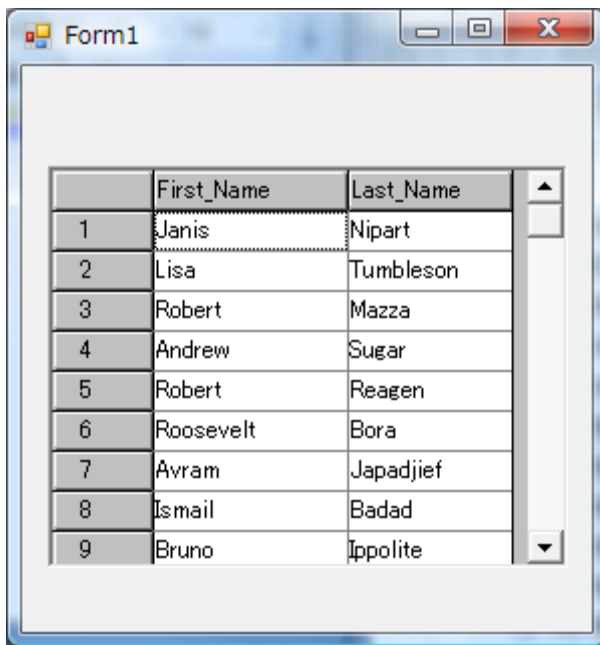 Form1
First_Name Last_Name
1 Janis Nipart
2 Lisa Tumbleson
3 Robert Mazza
4 Andrew Sugar
5 Robert Reagen
6 Roosevelt Bora
7 Avram Japadjief
8 Ismail Badad
9 Bruno Ippolite